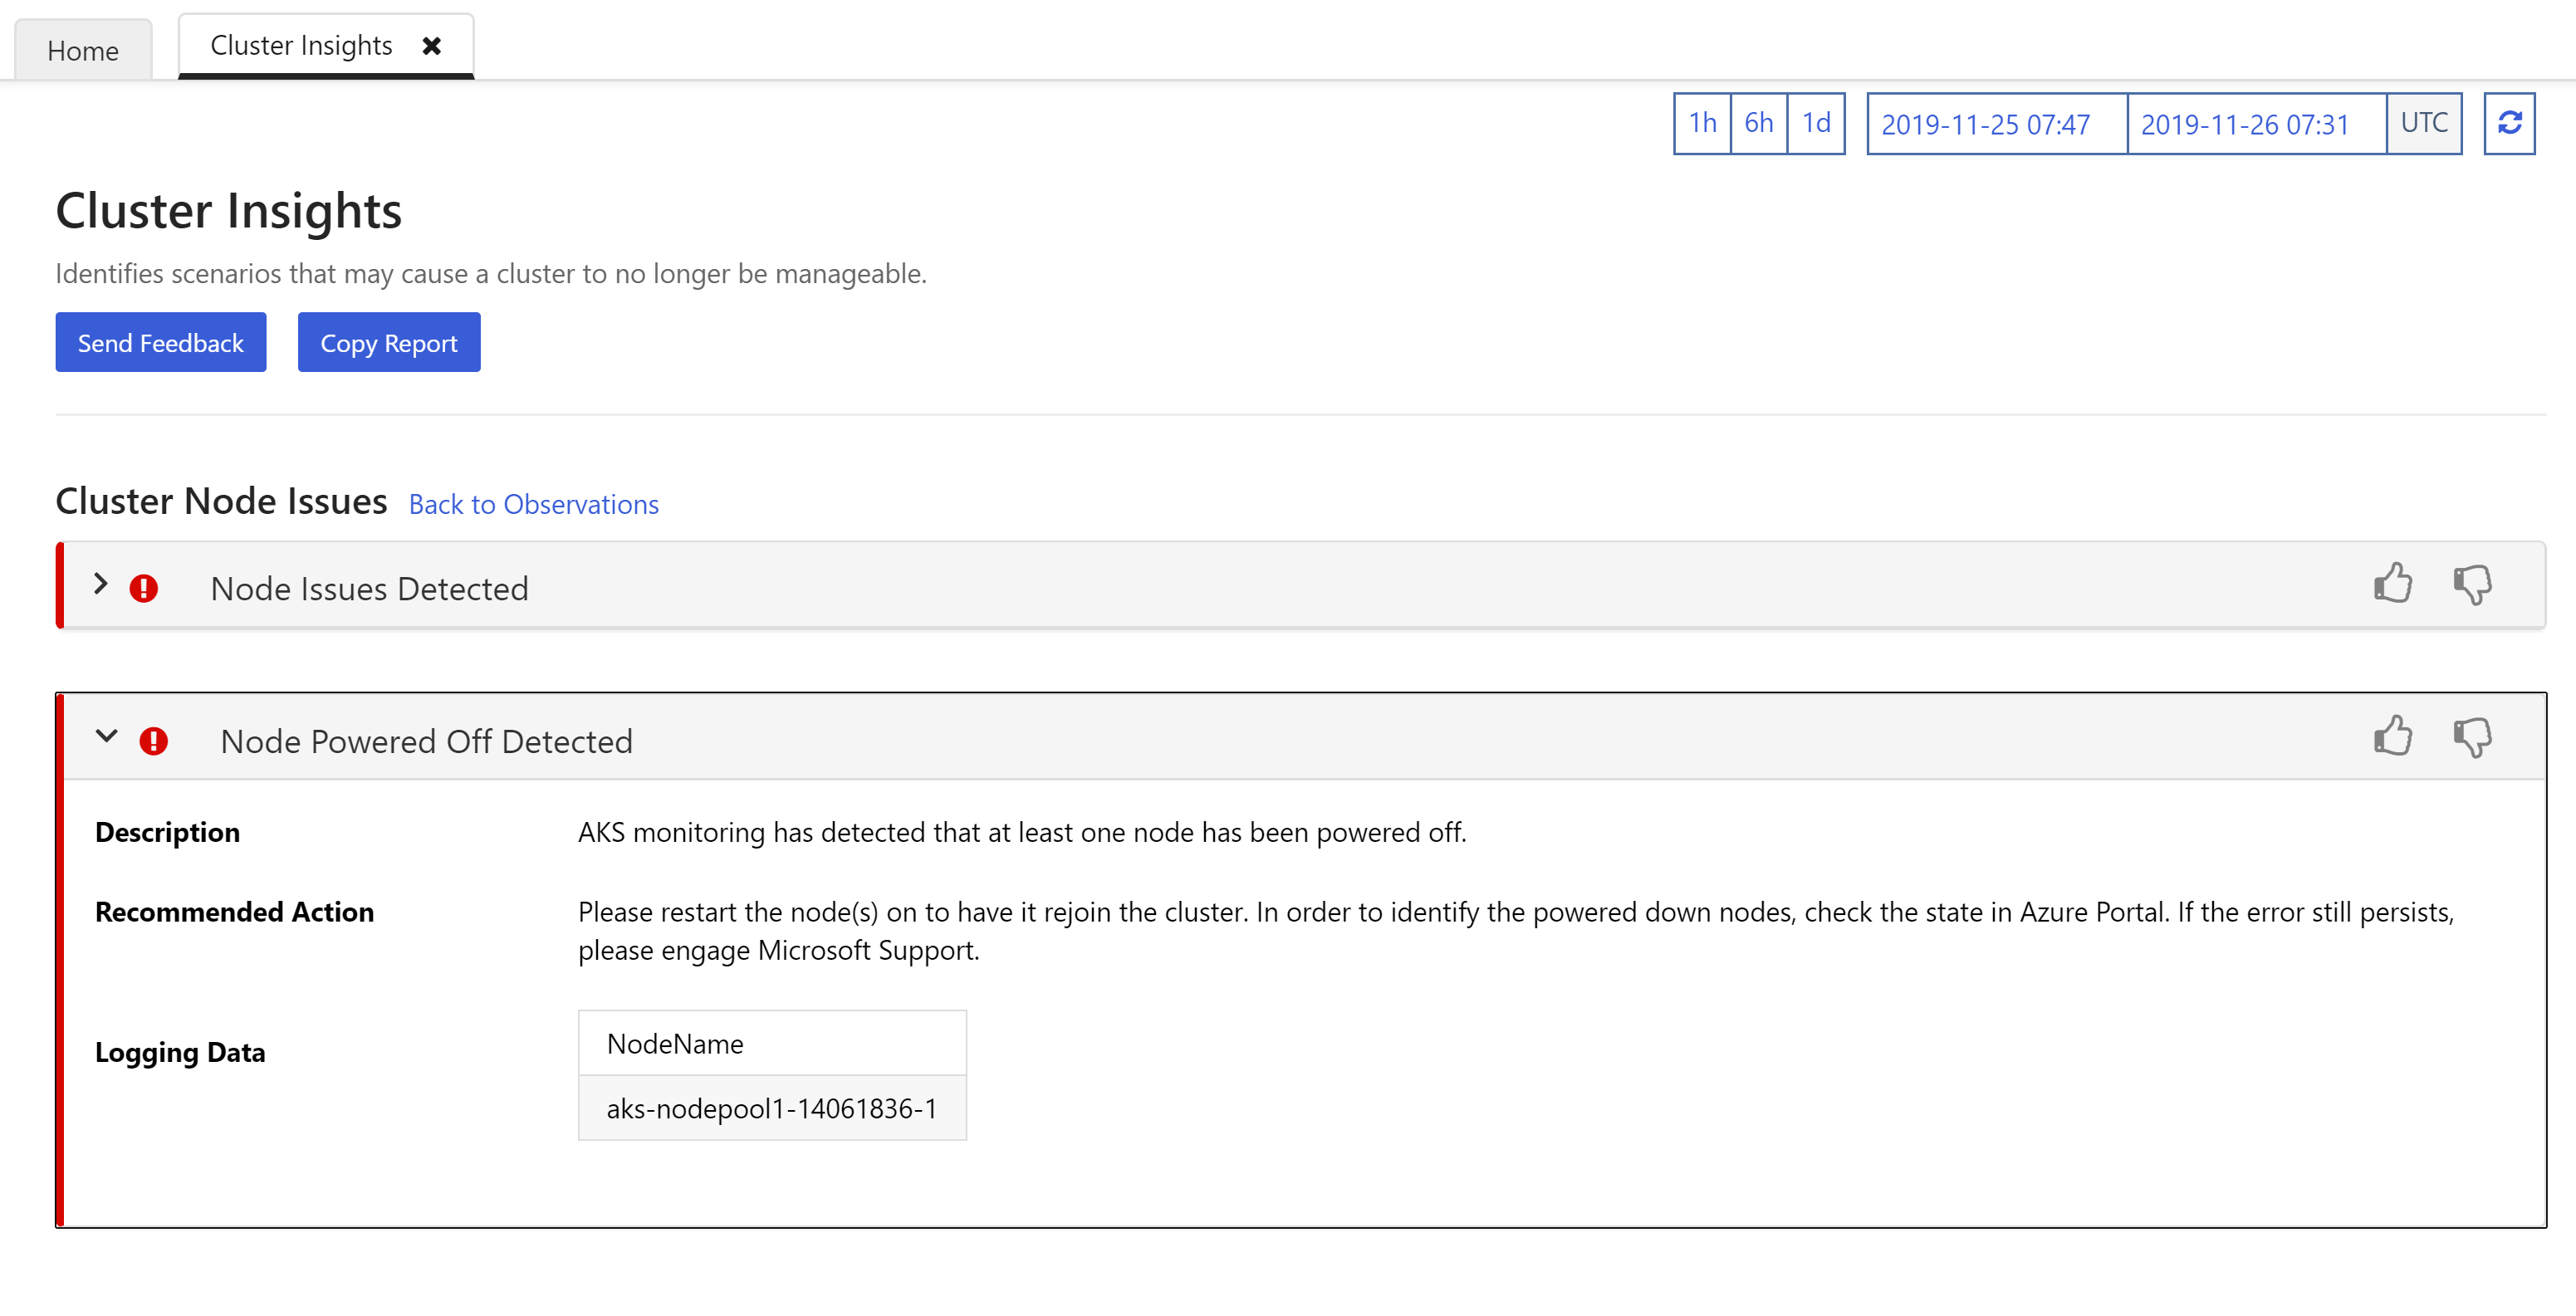 Home
Cluster Insights
1h 6h 1d 2019-11-25 07:47 2019-11-26 07:31 UTC
Cluster Insights
Identifies scenarios that may cause a cluster to no longer be manageable.
Send Feedback Copy Report
Cluster Node Issues Back to Observations
Node Issues Detected
Node Powered Off Detected
Description AKS monitoring has detected that at least one node has been powered off.
Recommended Action Please restart the node(s) on to have it rejoin the cluster. In order to identify the powered down nodes, check the state in Azure Portal. If the error still persists,
please engage Microsoft Support.
NodeName
Logging Data
aks-nodepool1-14061836-1